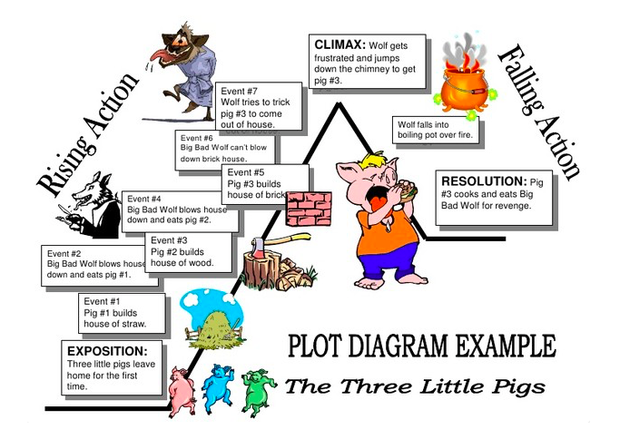 CLIMAX: Wolf gets
frustrated and jumps
down the chimney to get
pig #3.
Rising Action
Falling Action
Event #7
Wolf tries to trick
pig #3 to come
out of house.
Wolf falls into
boiling pot over fire.
Event #6
Big Bad Wolf can't blow
down brick house.
Event #5
Pig #3 builds
house of brick
RESOLUTION: Pig
#3 cooks and eats Big
Bad Wolf for revenge.
Event #4
Big Bad Wolf blows house
down and eats pig #2.
Event #3
Pig #2 builds
house of wood.
Event #2
Big Bad Wolf blows house
down and eats pig #1.
Event #1
Pig #1 builds
house of straw.
EXPOSITION:
Three little pigs leave
home for the first
time.
PLOT DIAGRAM EXAMPLE
The Three Little Pigs